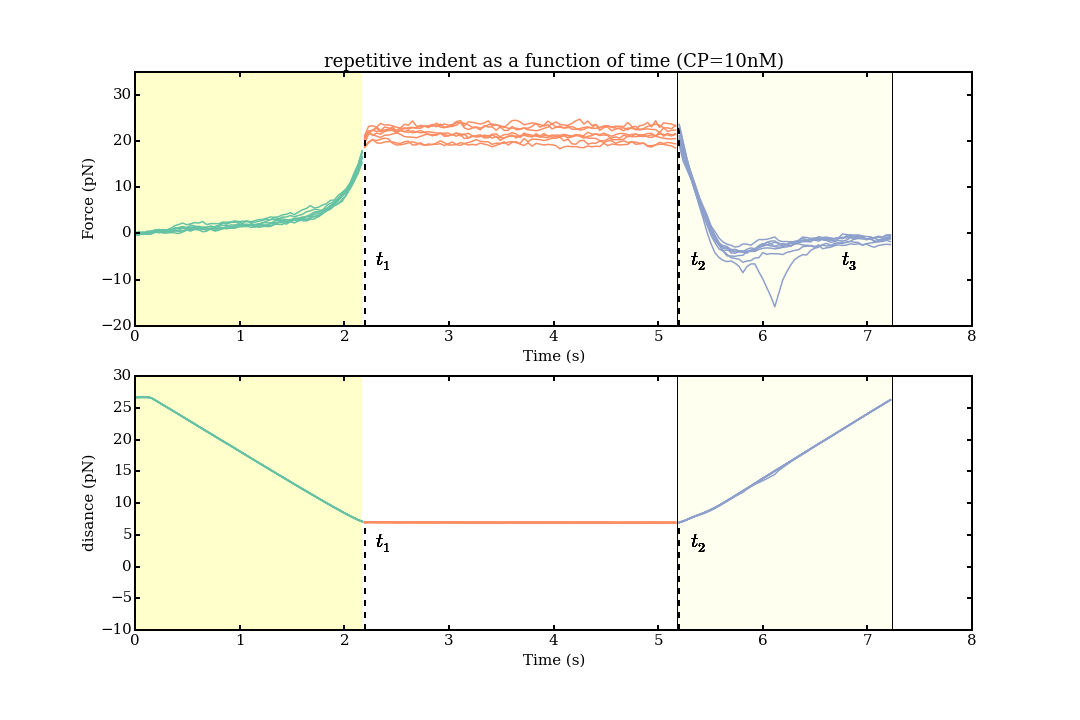 repetitive indent as a function of time (CP=10nM)
30
20
10
0
−10
−20
Force (pN)
t1
t2
t3
0 1 2 3 4 5 6 7 8
Time (s)
30
25
20
15
10
5
0
−5
−10
disance (pN)
t1
t2
0 1 2 3 4 5 6 7 8
Time (s)